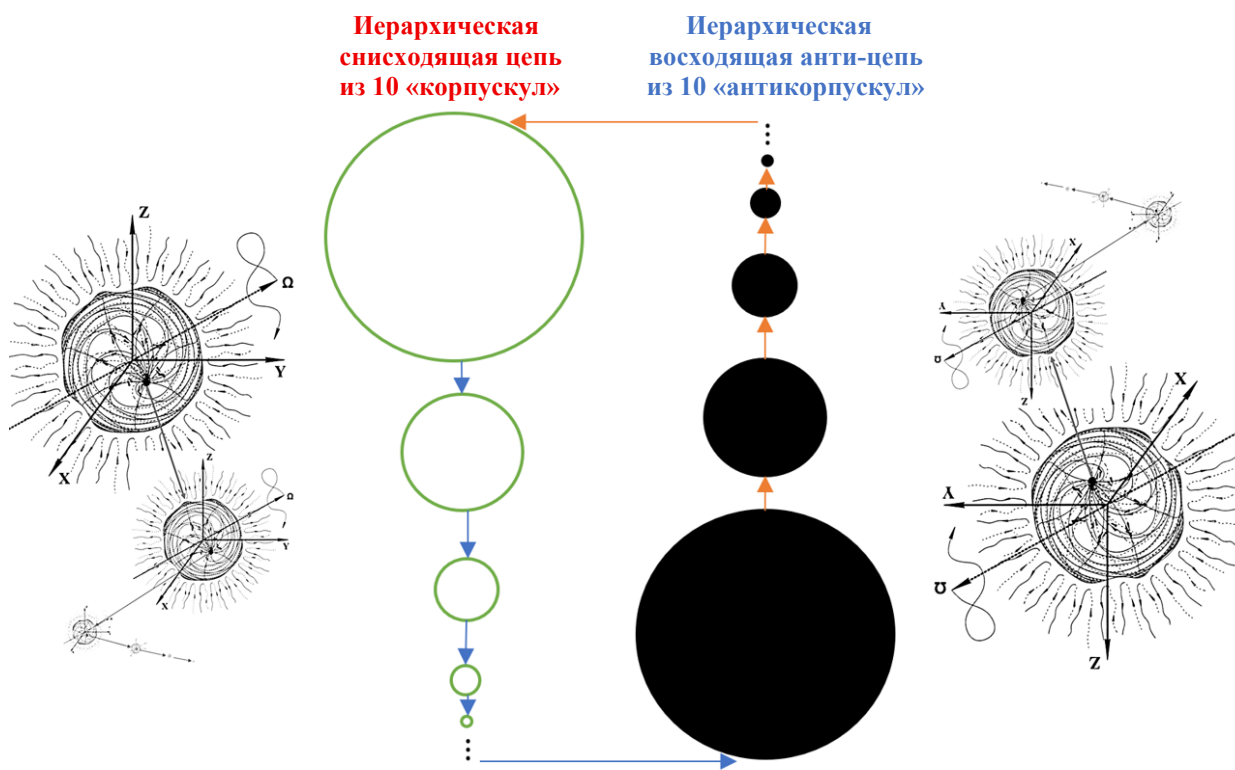 Иерархическая
снисходящая цепь
из 10 «корпускул»
Иерархическая
восходящая анти-цепь
из 10 «антикорпускул»
Z
Ω
Y
X
Z
Ω
Y
X
X
Y
Ω
Z
X
Y
Ω
Z